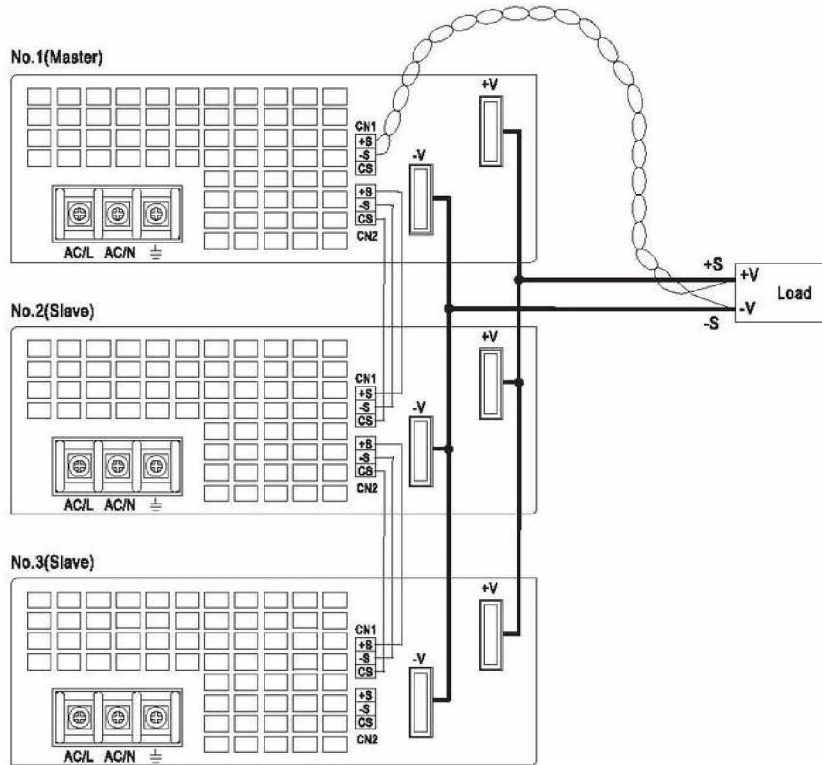 No.1(Master)
+V
CN1
+S
-S
CS
-V
+S
-S
CS
CN2
AC/L AC/N
+S
+V
Load
-V
-S
No.2(Slave)
+V
CN1
+S
-S
CS
-V
+S
-S
CS
CN2
AC/L AC/N
No.3(Slave)
+V
CN1
+S
-S
CS
-V
+S
-S
CS
CN2
AC/L AC/N